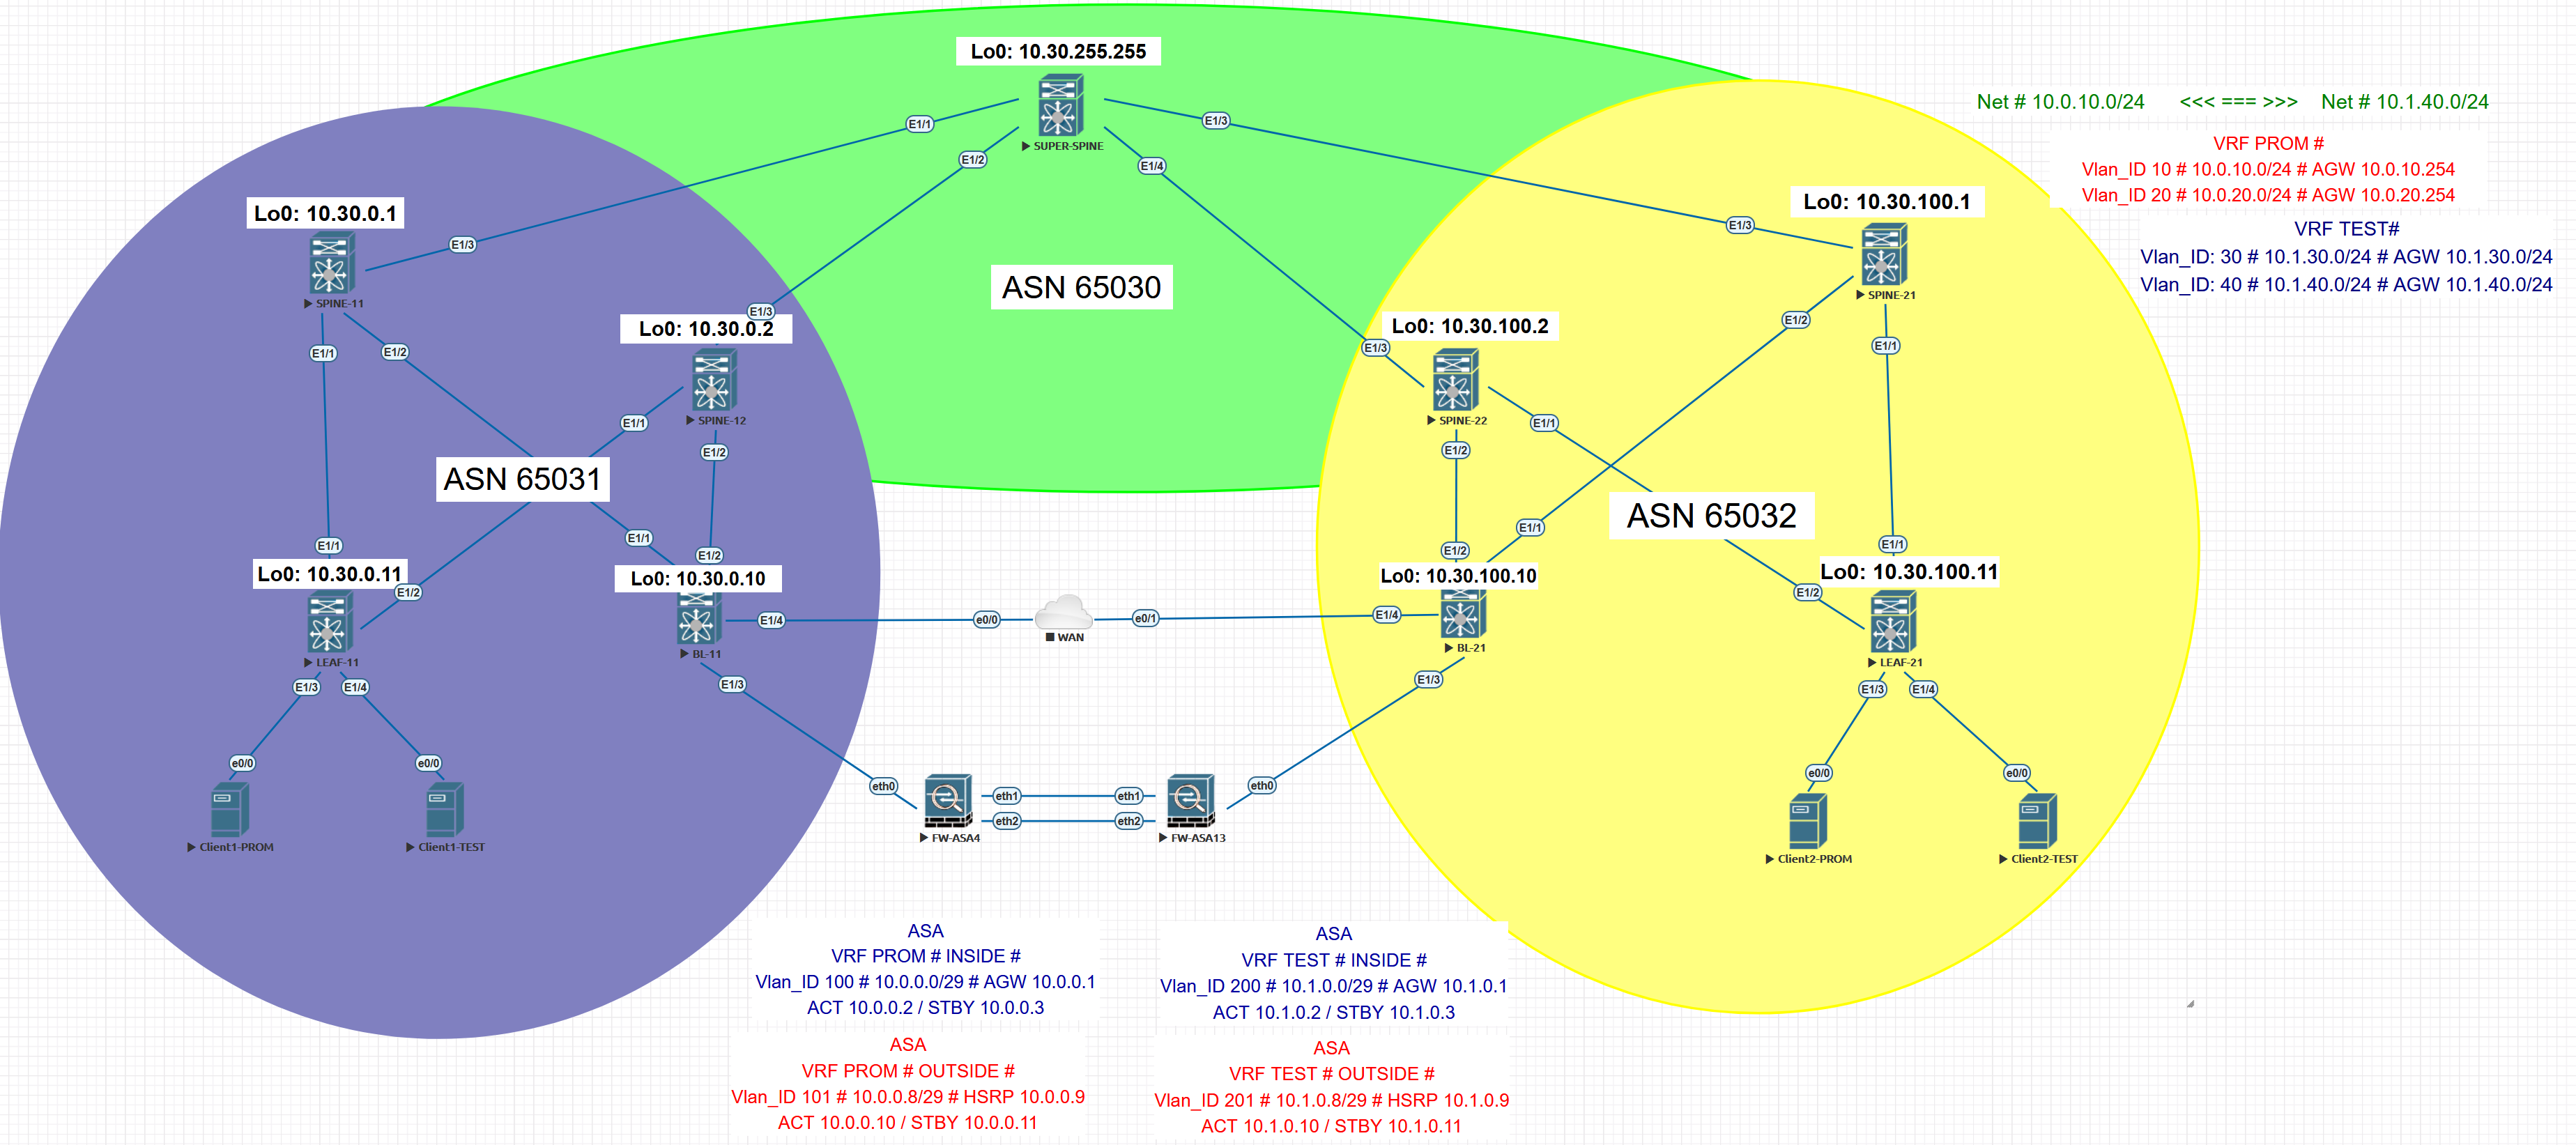 Lo0: 10.30.255.255
SUPER-SPINE
E1/1
E1/2
E1/3
E1/4
Net # 10.0.10.0/24 <<< === >>> Net # 10.1.40.0/24
VRF PROM #
Vlan_ID 10 # 10.0.10.0/24 # AGW 10.0.10.254
Vlan_ID 20 # 10.0.20.0/24 # AGW 10.0.20.254
VRF TEST#
Vlan_ID: 30 # 10.1.30.0/24 # AGW 10.1.30.0/24
Vlan_ID: 40 # 10.1.40.0/24 # AGW 10.1.40.0/24
Lo0: 10.30.0.1
E1/3
SPINE-11
E1/1
E1/2
E1/3
Lo0: 10.30.0.2
SPINE-12
E1/1
E1/2
ASN 65030
Lo0: 10.30.100.1
E1/3
SPINE-21
E1/2
E1/1
Lo0: 10.30.100.2
E1/3
SPINE-22
E1/1
E1/2
ASN 65031
ASN 65032
E1/1
Lo0: 10.30.0.11
E1/2
LEAF-11
E1/3
E1/4
E1/1
E1/2
Lo0: 10.30.0.10
E1/4
BL-11
E1/3
e0/0
WAN
e0/1
E1/2
E1/1
Lo0: 10.30.100.10
E1/4
BL-21
E1/3
E1/1
Lo0: 10.30.100.11
E1/2
LEAF-21
E1/3
E1/4
e0/0
Client1-PROM
e0/0
Client1-TEST
eth0
FW-ASA4
eth1
eth1
eth2
eth2
FW-ASA13
eth0
e0/0
Client2-PROM
e0/0
Client2-TEST
ASA
VRF PROM # INSIDE #
Vlan_ID 100 # 10.0.0.0/29 # AGW 10.0.0.1
ACT 10.0.0.2 / STBY 10.0.0.3
ASA
VRF TEST # INSIDE #
Vlan_ID 200 # 10.1.0.0/29 # AGW 10.1.0.1
ACT 10.1.0.2 / STBY 10.1.0.3
ASA
VRF PROM # OUTSIDE #
Vlan_ID 101 # 10.0.0.8/29 # HSRP 10.0.0.9
ACT 10.0.0.10 / STBY 10.0.0.11
ASA
VRF TEST # OUTSIDE #
Vlan_ID 201 # 10.1.0.8/29 # HSRP 10.1.0.9
ACT 10.1.0.10 / STBY 10.1.0.11